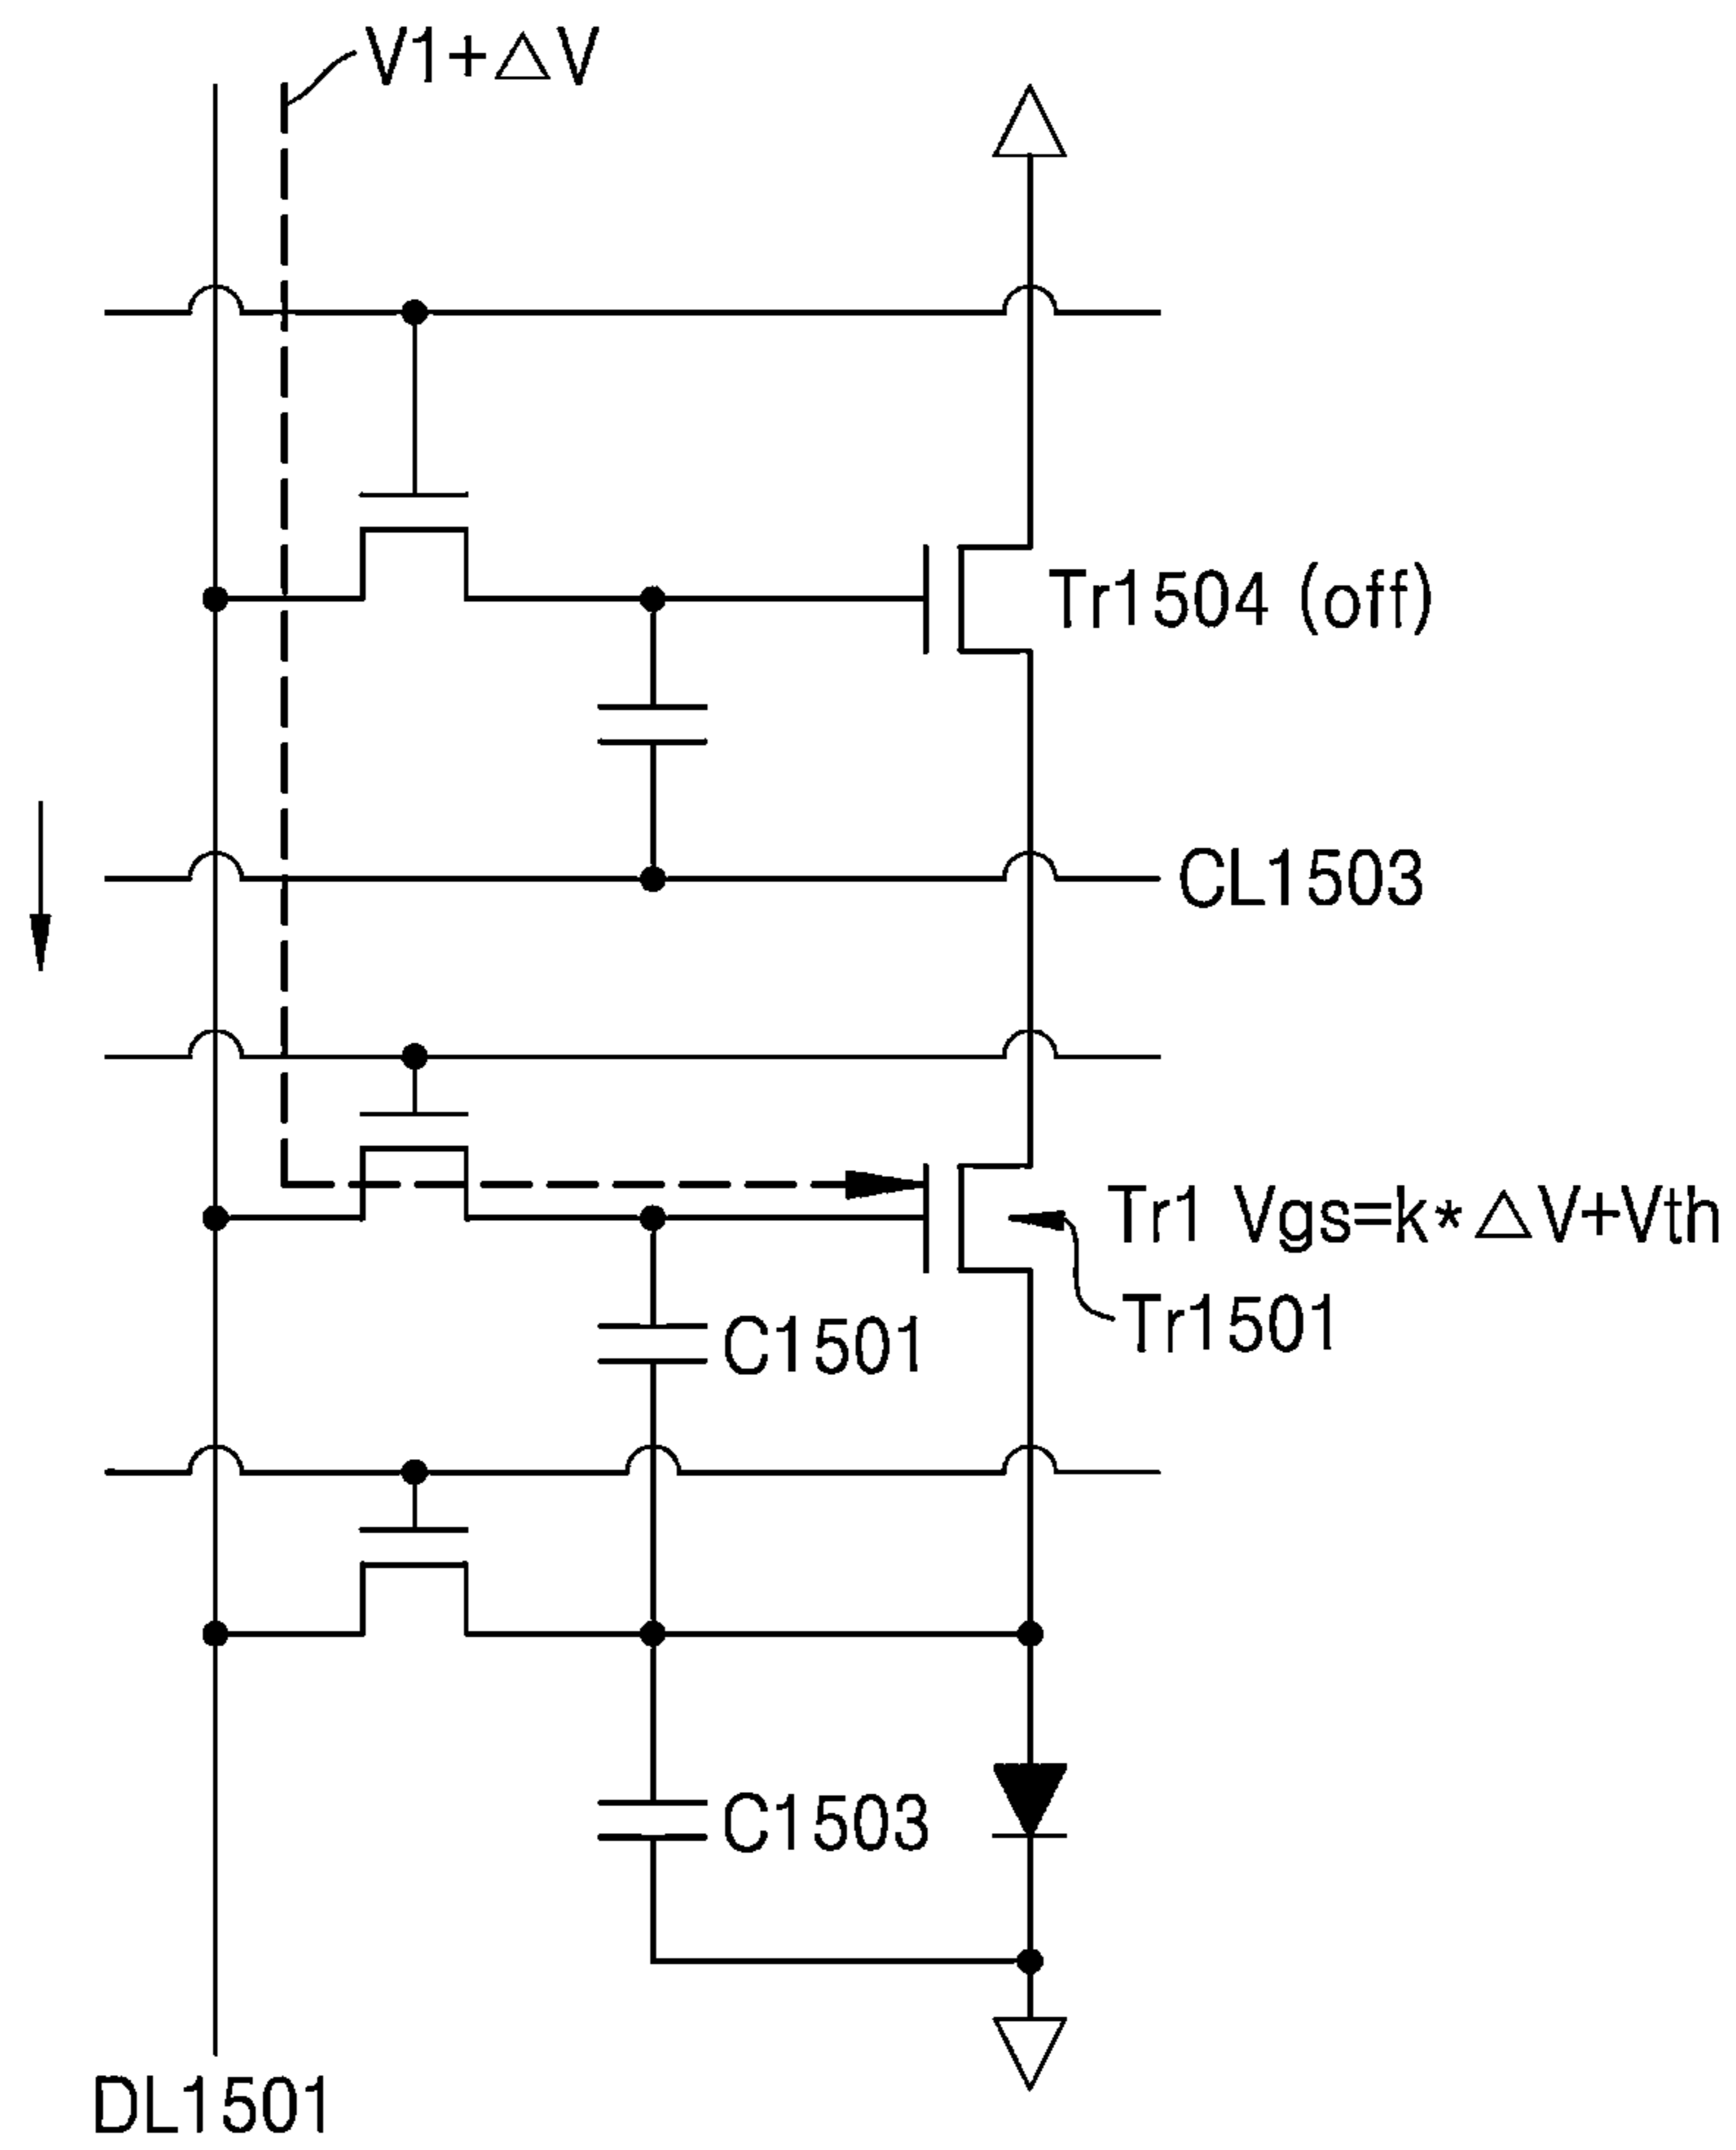 V1+△V
Tr1504 (off)
CL1503
Tr1 Vgs=k*△V+Vth
Tr1501
C1501
C1503
DL1501